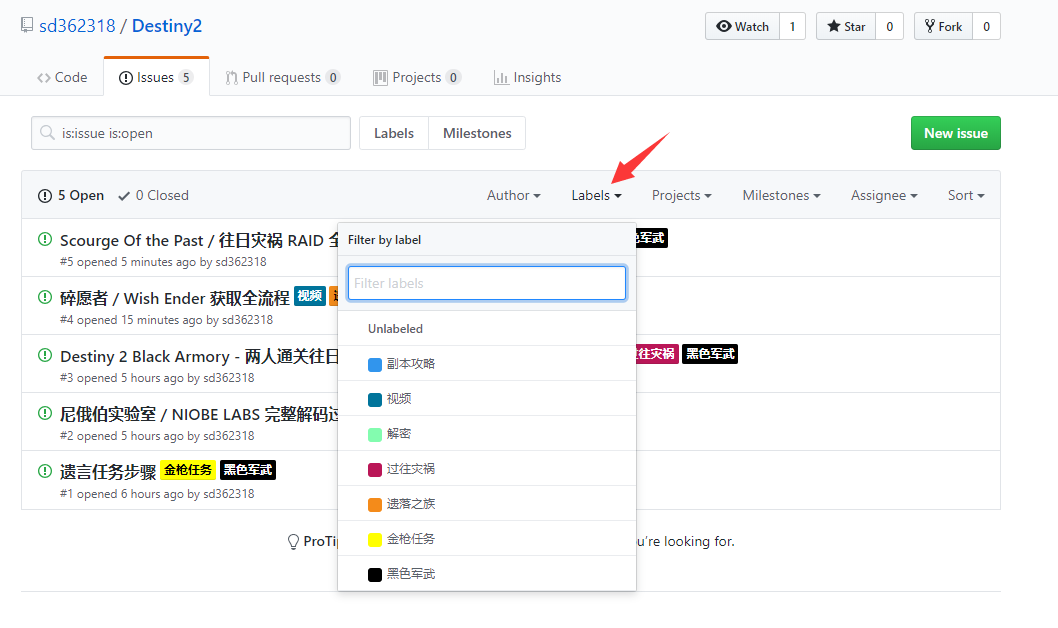 sd362318 / Destiny2
Watch 1 Star 0 Fork 0
Code Issues 5 Pull requests 0 Projects 0 Insights
is:issue is:open Labels Milestones New issue
5 Open 0 Closed Author Labels Projects Milestones Assignee Sort
Scourge Of the Past / 往日灾祸 RAID 军武
#5 opened 5 minutes ago by sd362318
碎愿者 / Wish Ender 获取全流程 视频
#4 opened 15 minutes ago by sd362318
Destiny 2 Black Armory - 两人通关往日 往灾祸 黑色军武
#3 opened 5 hours ago by sd362318
尼俄伯实验室 / NIOBE LABS 完整解码过
#2 opened 5 hours ago by sd362318
遗言任务步骤 金枪任务 黑色军武
#1 opened 6 hours ago by sd362318
Filter by label
Filter labels
Unlabeled
副本攻略
视频
解密
过往灾祸
遗落之族
金枪任务
黑色军武
ProTip u're looking for.